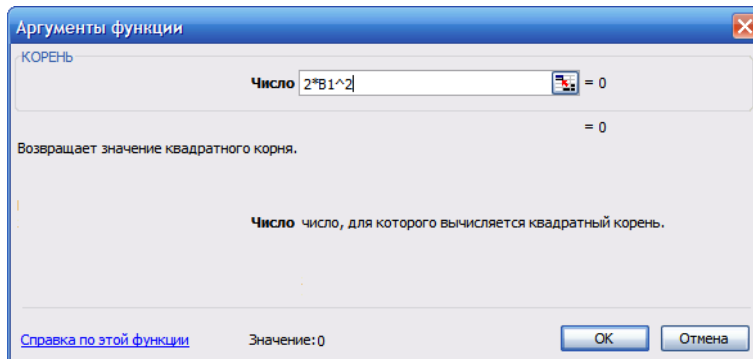 Аргументы функции
КОРЕНЬ
Число 2*B1^2 = 0
= 0
Возвращает значение квадратного корня.
Число число, для которого вычисляется квадратный корень.
Справка по этой функции Значение:0 OK Отмена